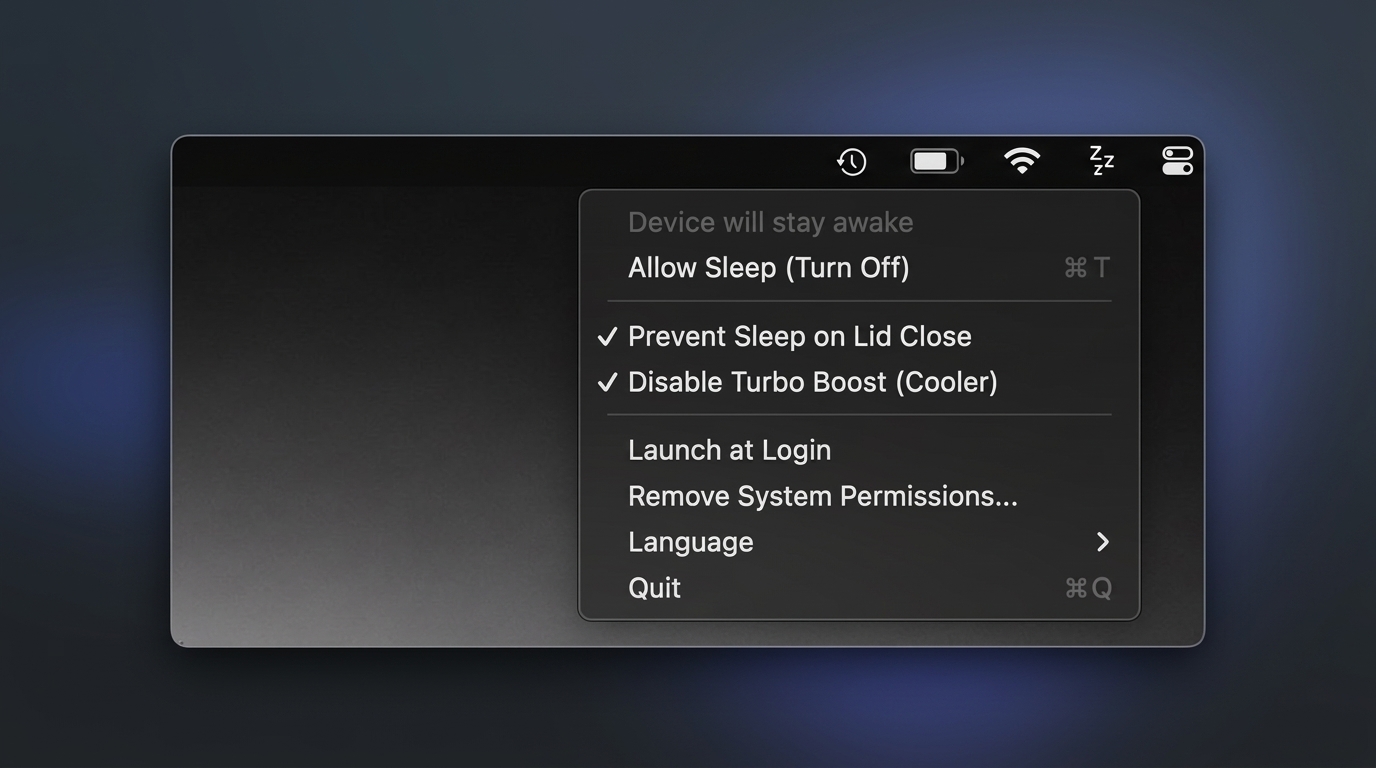 Zzz
Device will stay awake
Allow Sleep (Turn Off) ⌘ T
Prevent Sleep on Lid Close
Disable Turbo Boost (Cooler)
Launch at Login
Remove System Permissions...
Language
Quit ⌘ Q